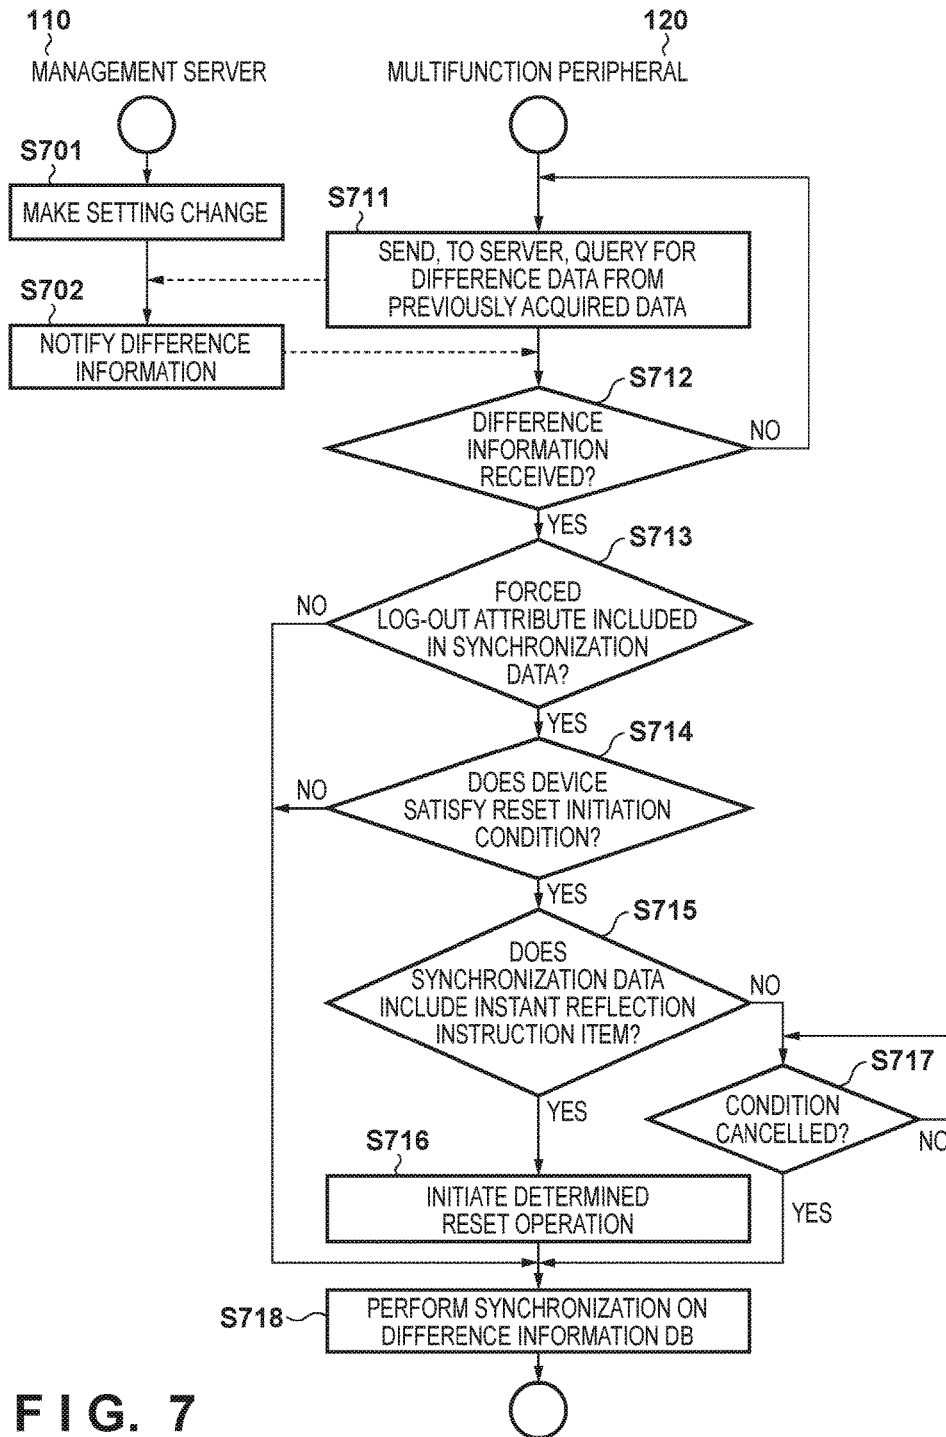 110
MANAGEMENT SERVER
120
MULTIFUNCTION PERIPHERAL
S701
MAKE SETTING CHANGE
S711
SEND, TO SERVER, QUERY FOR
DIFFERENCE DATA FROM
PREVIOUSLY ACQUIRED DATA
S702
NOTIFY DIFFERENCE
INFORMATION
S712
DIFFERENCE
INFORMATION
RECEIVED?
NO
YES
S713
FORCED
LOG-OUT ATTRIBUTE INCLUDED
IN SYNCHRONIZATION
DATA?
NO
YES
S714
DOES DEVICE
SATISFY RESET INITIATION
CONDITION?
NO
YES
S715
DOES
SYNCHRONIZATION DATA
INCLUDE INSTANT REFLECTION
INSTRUCTION ITEM?
NO
YES
S717
CONDITION
CANCELLED?
NO
YES
S716
INITIATE DETERMINED
RESET OPERATION
S718
PERFORM SYNCHRONIZATION ON
DIFFERENCE INFORMATION DB
FIG. 7